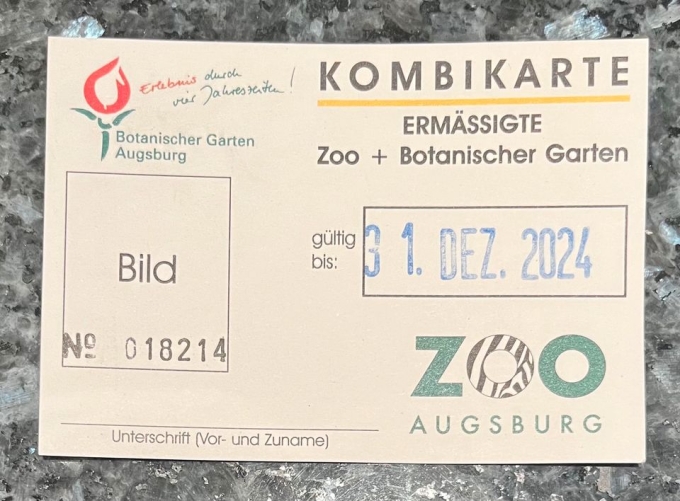 Erlebnis durch
vier Jahreszeiten!
Botanischer Garten
Augsburg
KOMBIKARTE
ERMÄSSIGTE
Zoo + Botanischer Garten
Bild
Nº 018214
gültig
bis:
31. DEZ. 2024
ZOO
AUGSBURG
Unterschrift (Vor- und Zuname)